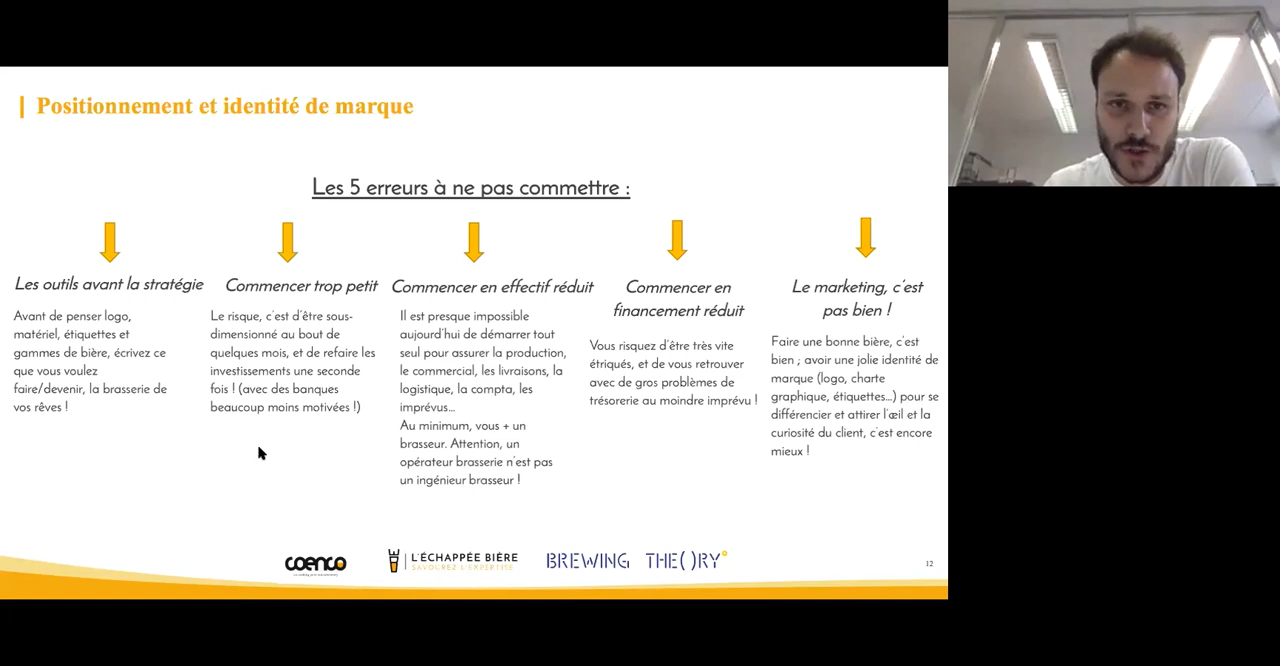 Positionnement et identité de marque
Les 5 erreurs à ne pas commettre :
Les outils avant la stratégie
Avant de penser logo,
matériel, étiquettes et
gammes de bière, écrivez ce
que vous voulez
faire/devenir, la brasserie de
vos rêves !
Commencer trop petit
Le risque, c'est d'être sous-
dimensionné au bout de
quelques mois, et de refaire les
investissements une seconde
fois ! (avec des banques
beaucoup moins motivées !)
Commencer en effectif réduit
Il est presque impossible
aujourd'hui de démarrer tout
seul pour assurer la production,
le commercial, les livraisons, la
logistique, la compta, les
imprévus...
Au minimum, vous + un
brasseur. Attention, un
opérateur brasserie n'est pas
un ingénieur brasseur !
Commencer en
financement réduit
Vous risquez d'être très vite
étriqués, et de vous retrouver
avec de gros problèmes de
trésorerie au moindre imprévu !
Le marketing, c'est
pas bien !
Faire une bonne bière, c'est
bien ; avoir une jolie identité de
marque (logo, charte
graphique, étiquettes...) pour se
différencier et attirer l'œil et la
curiosité du client, c'est encore
mieux !
coenco
L'ÉCHAPPÉE BIÈRE
SAVOUREZ L'EXPERTISE
BREWING THE()RY
12